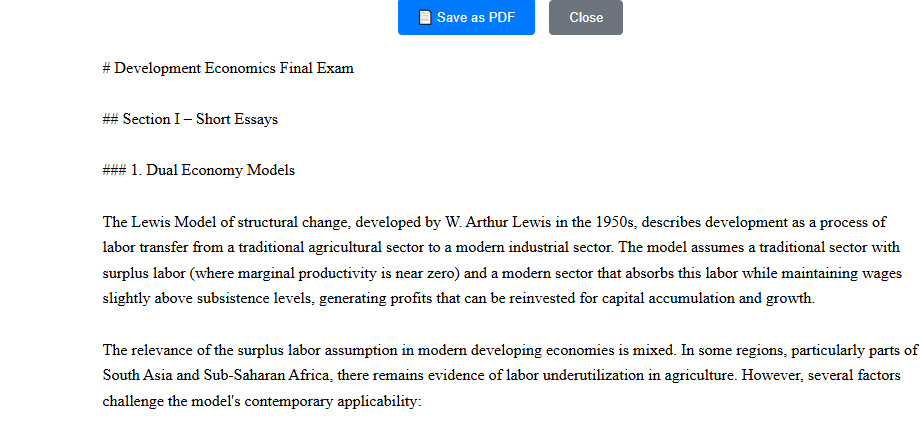 Save as PDF Close
# Development Economics Final Exam
## Section I – Short Essays
### 1. Dual Economy Models
The Lewis Model of structural change, developed by W. Arthur Lewis in the 1950s, describes development as a process of
labor transfer from a traditional agricultural sector to a modern industrial sector. The model assumes a traditional sector with
surplus labor (where marginal productivity is near zero) and a modern sector that absorbs this labor while maintaining wages
slightly above subsistence levels, generating profits that can be reinvested for capital accumulation and growth.
The relevance of the surplus labor assumption in modern developing economies is mixed. In some regions, particularly parts of
South Asia and Sub-Saharan Africa, there remains evidence of labor underutilization in agriculture. However, several factors
challenge the model's contemporary applicability: